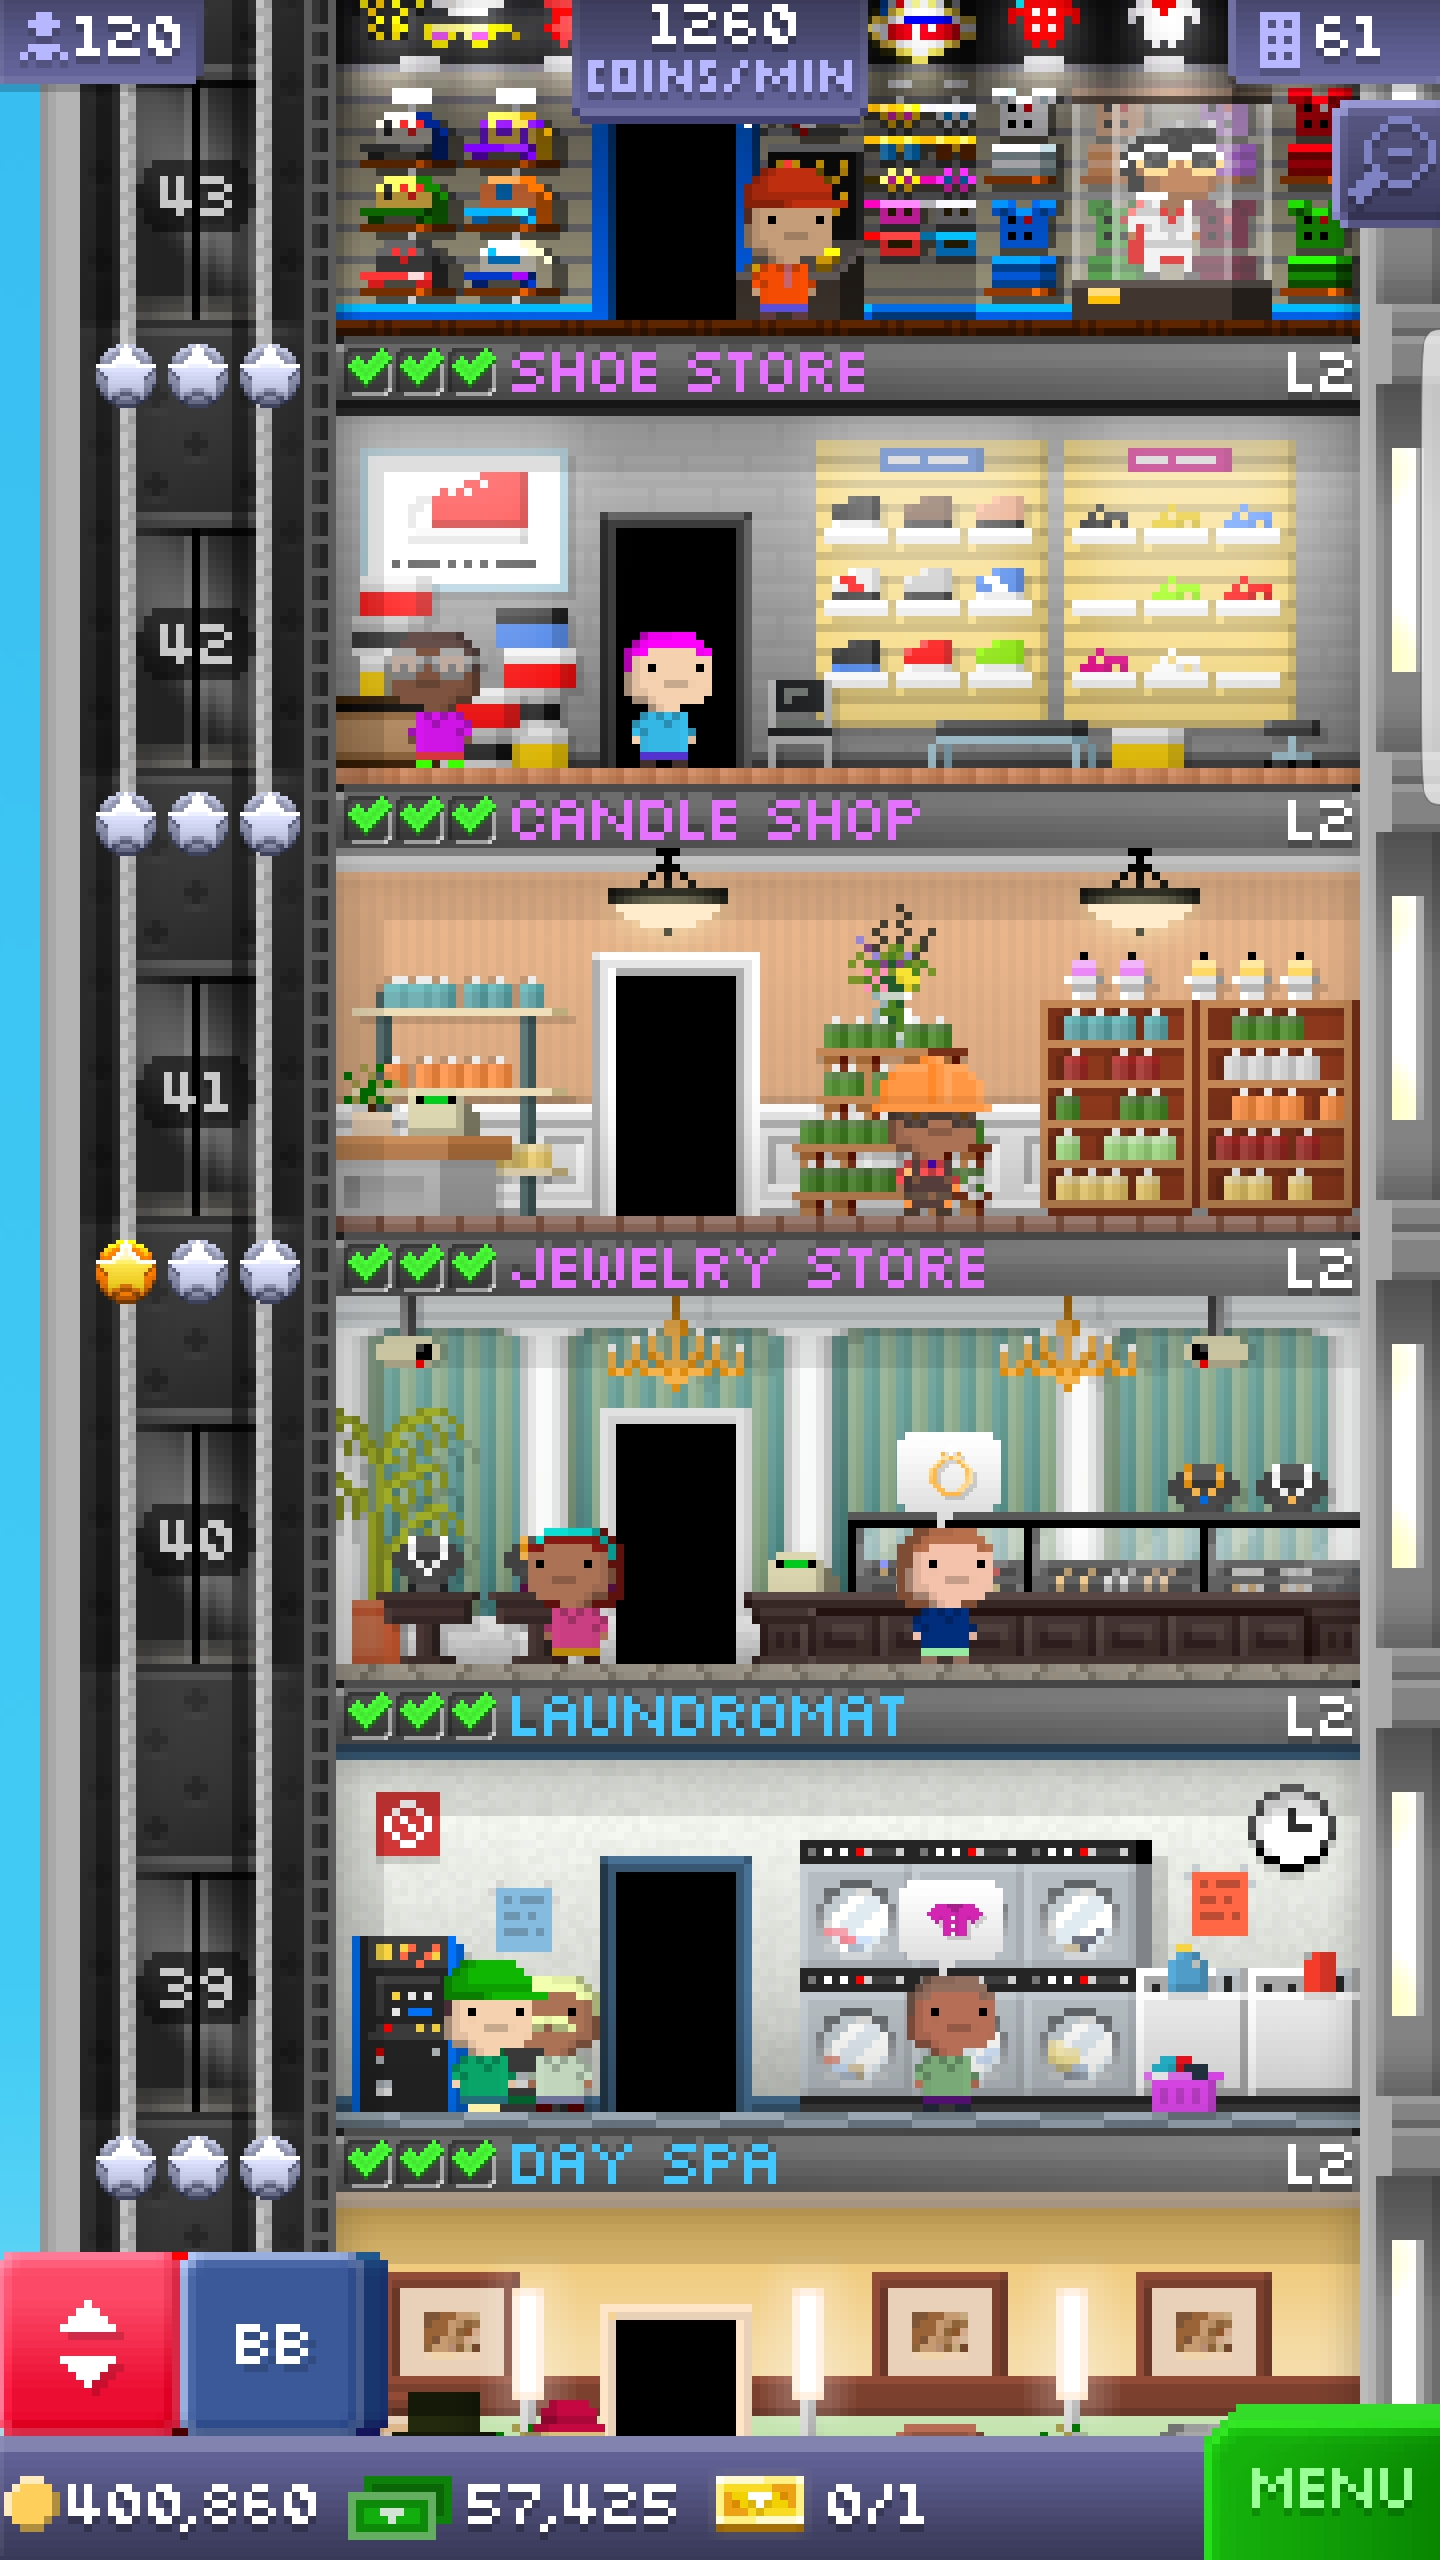 120
1260
COINS/MIN
61
43
SHOE STORE L2
42
CANDLE SHOP L2
41
JEWELRY STORE L2
40
LAUNDROMAT L2
39
DAY SPA L2
BB
400,860 57,425 0/1
MENU